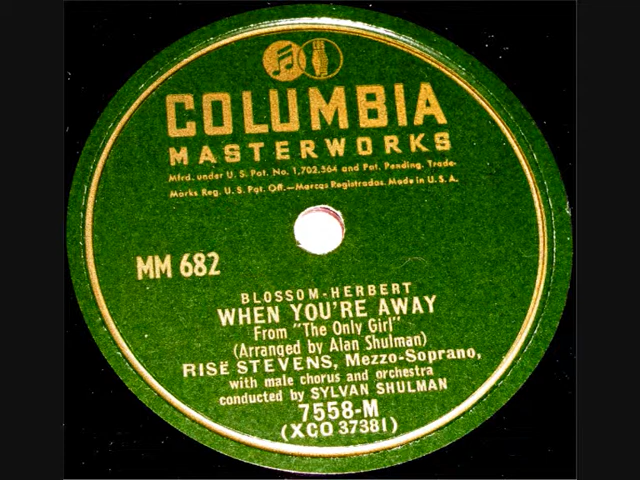 COLUMBIA
MASTERWORKS
Mfrd. under U. S. Pat. No. 1,702,564 and Pat. Pending. Trade-
Marks Reg. U. S. Pat. Off.—Marcas Registradas. Made in U. S. A.
MM 682
BLOSSOM-HERBERT
WHEN YOU'RE AWAY
From "The Only Girl"
(Arranged by Alan Shulman)
RISË STEVENS, Mezzo-Soprano,
with male chorus and orchestra
conducted by SYLVAN SHULMAN
7558-M
(XCO 37381)